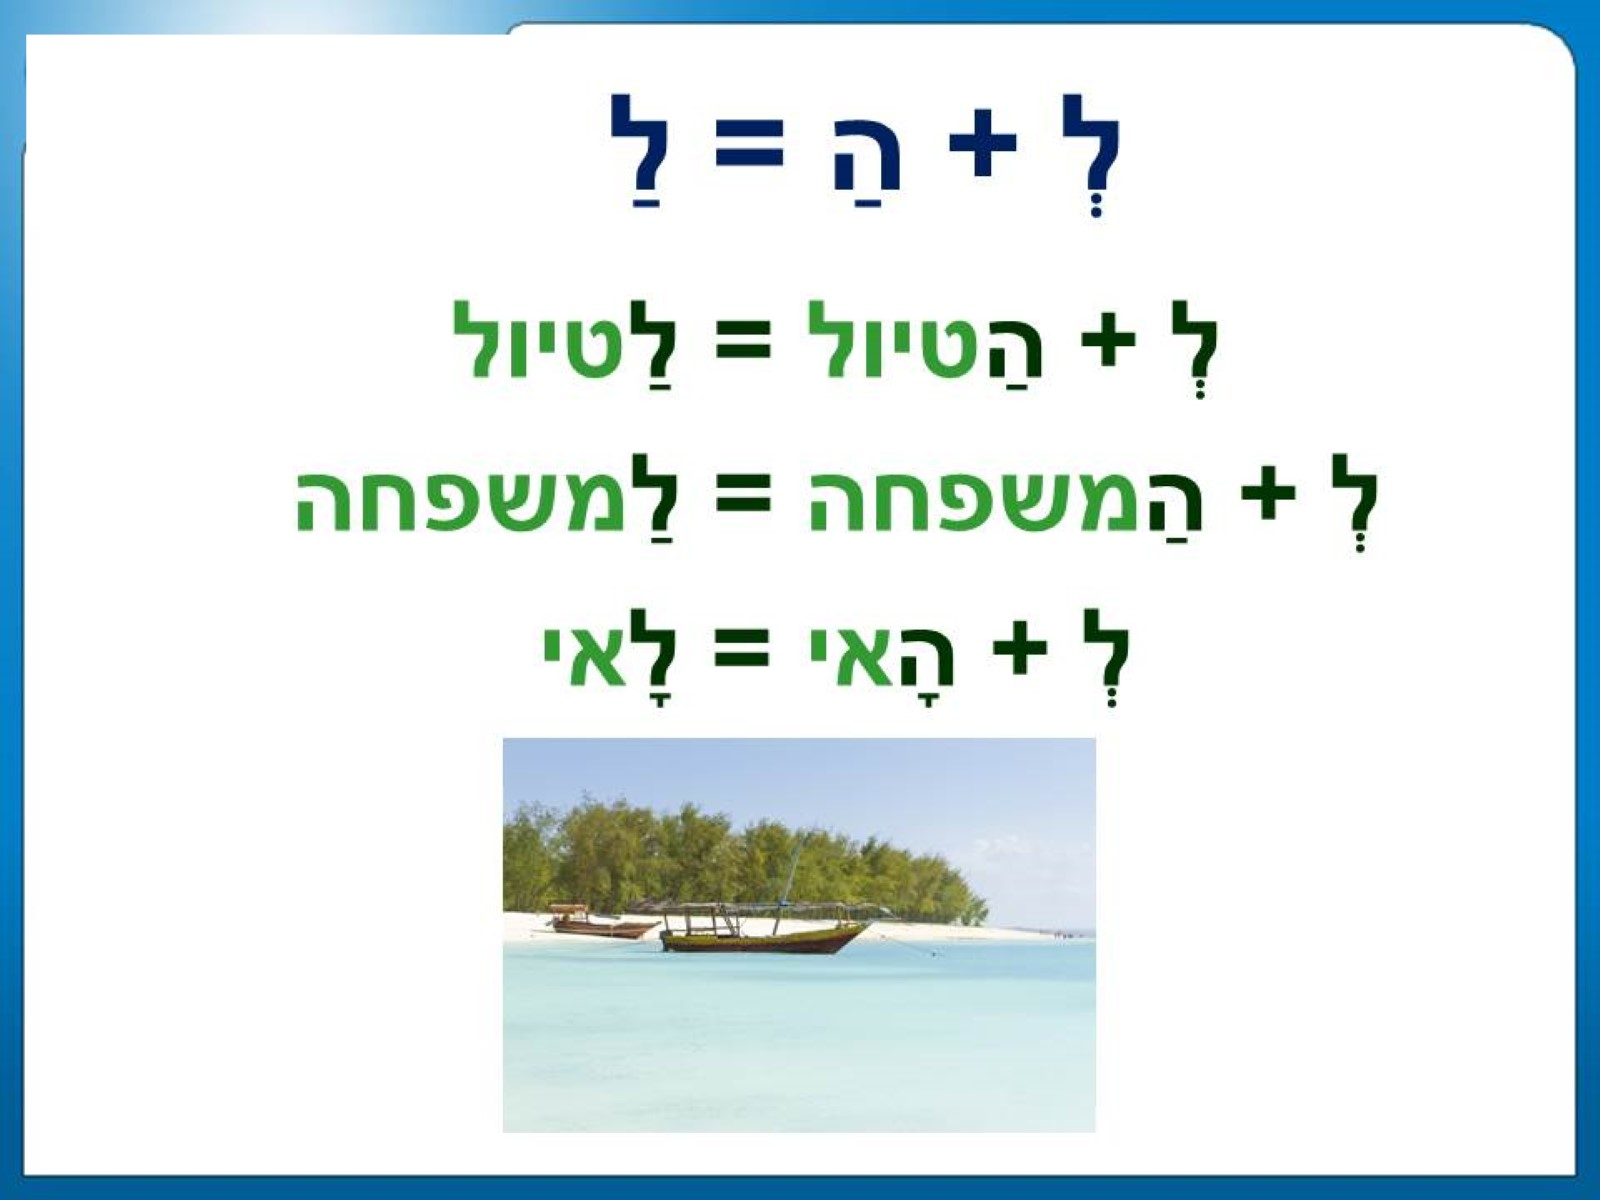 לְ + הַ = לַ
לְ + הַטיול = לַטיול
לְ + הַמשפחה = לַמשפחה
לְ + הָאי = לָאי